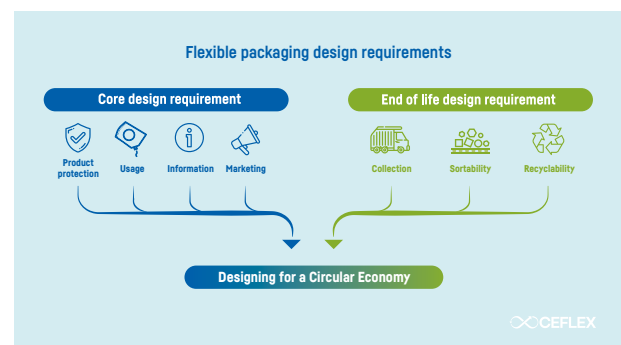 Flexible packaging design requirements
Core design requirement
End of life design requirement
Product
protection
Usage
Information
Marketing
Collection
Sortability
Recyclability
Designing for a Circular Economy
CEFLEX